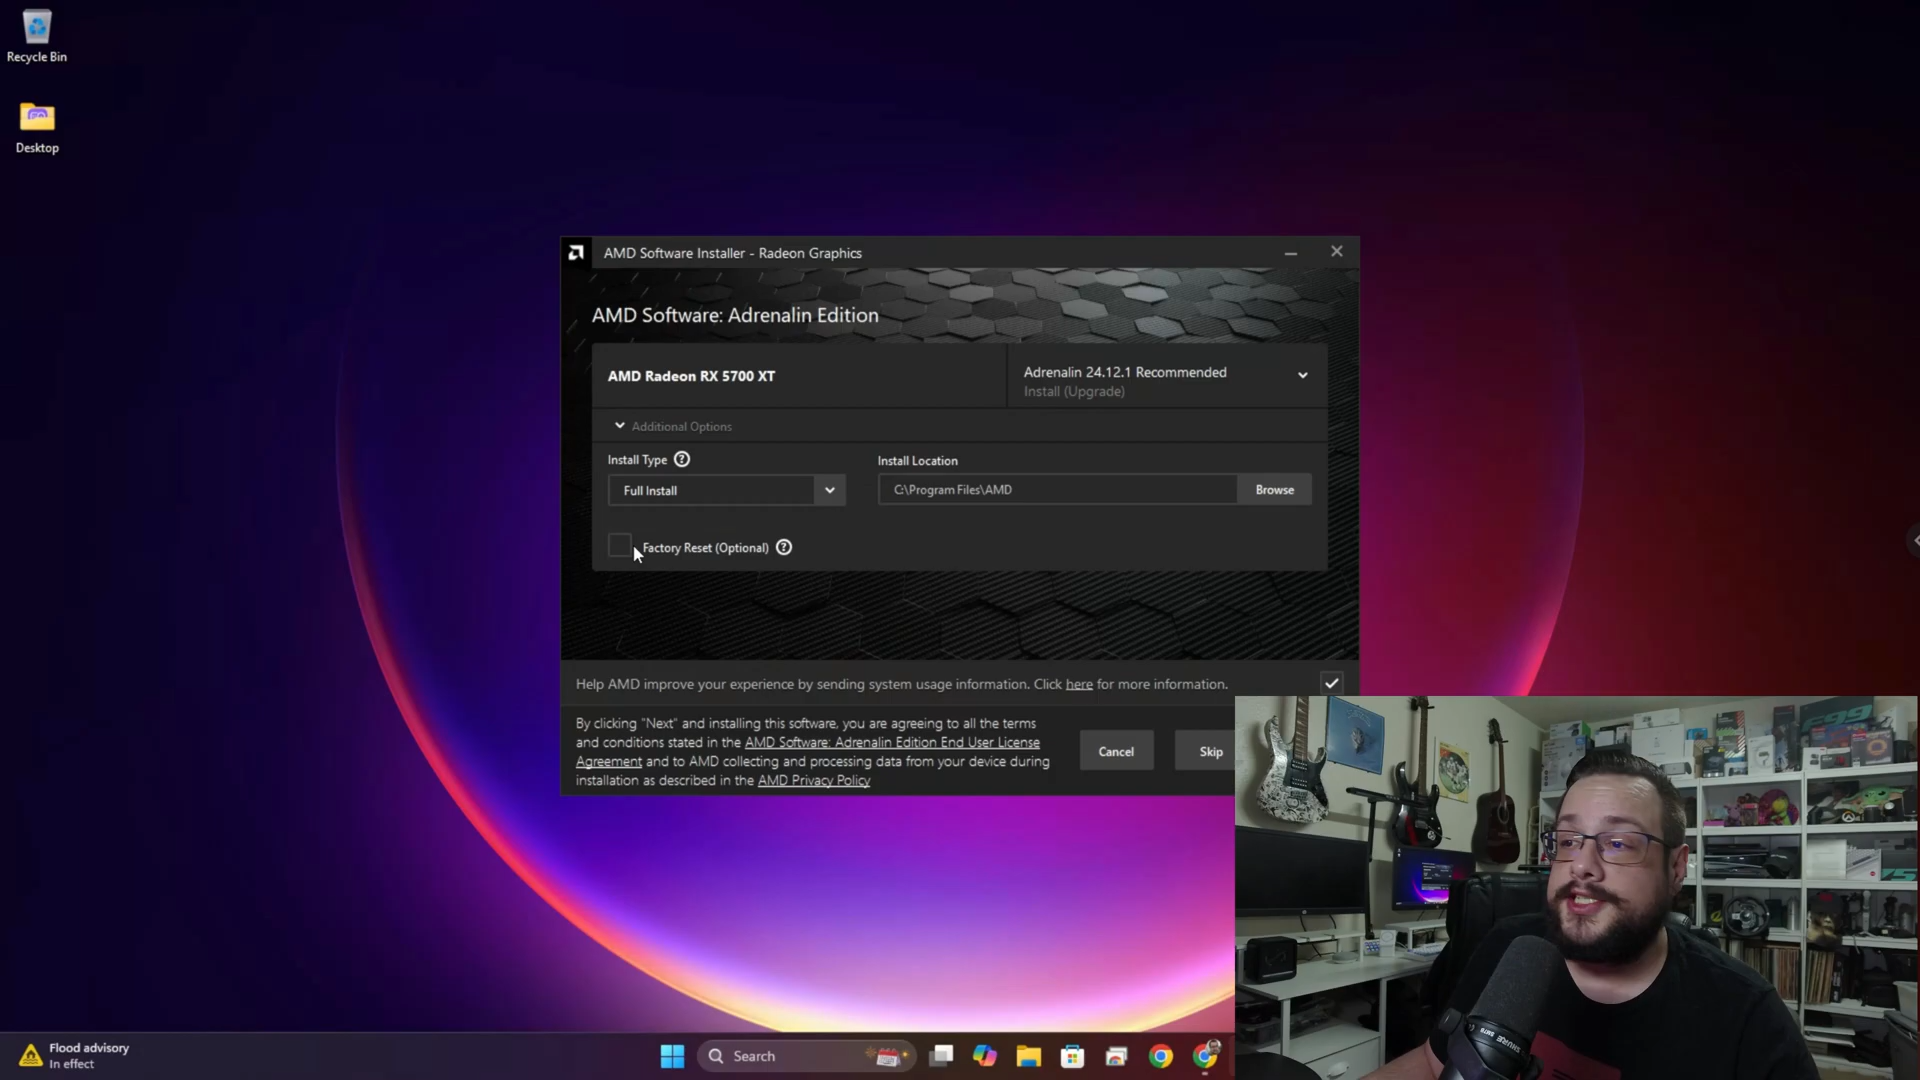 Recycle Bin
Desktop
AMD Software Installer - Radeon Graphics
AMD Software: Adrenalin Edition
AMD Radeon RX 5700 XT
Adrenalin 24.12.1 Recommended
Install (Upgrade)
Additional Options
Install Type ?
Install Location
Full Install
C:\Program Files\AMD
Browse
Factory Reset (Optional) ?
Help AMD improve your experience by sending system usage information. Click here for more information.
By clicking "Next" and installing this software, you are agreeing to all the terms
and conditions stated in the AMD Software: Adrenalin Edition End User License
Agreement and to AMD collecting and processing data from your device during
installation as described in the AMD Privacy Policy
Cancel
Skip
SHURE
Flood advisory
In effect
Search